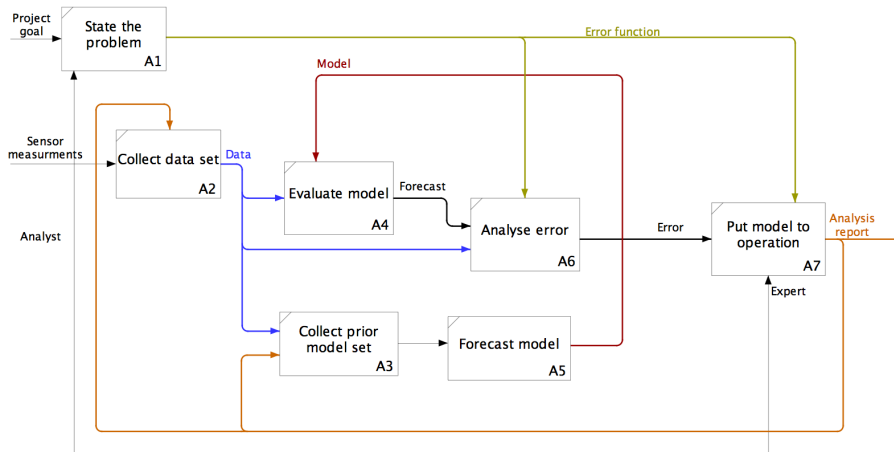 Project
goal
State the
problem
A1
Error function
Model
Sensor
measurments
Collect data set
A2
Data
Evaluate model
A4
Forecast
Analyse error
A6
Error
Put model to
operation
A7
Analysis
report
Analyst
Expert
Collect prior
model set
A3
Forecast model
A5